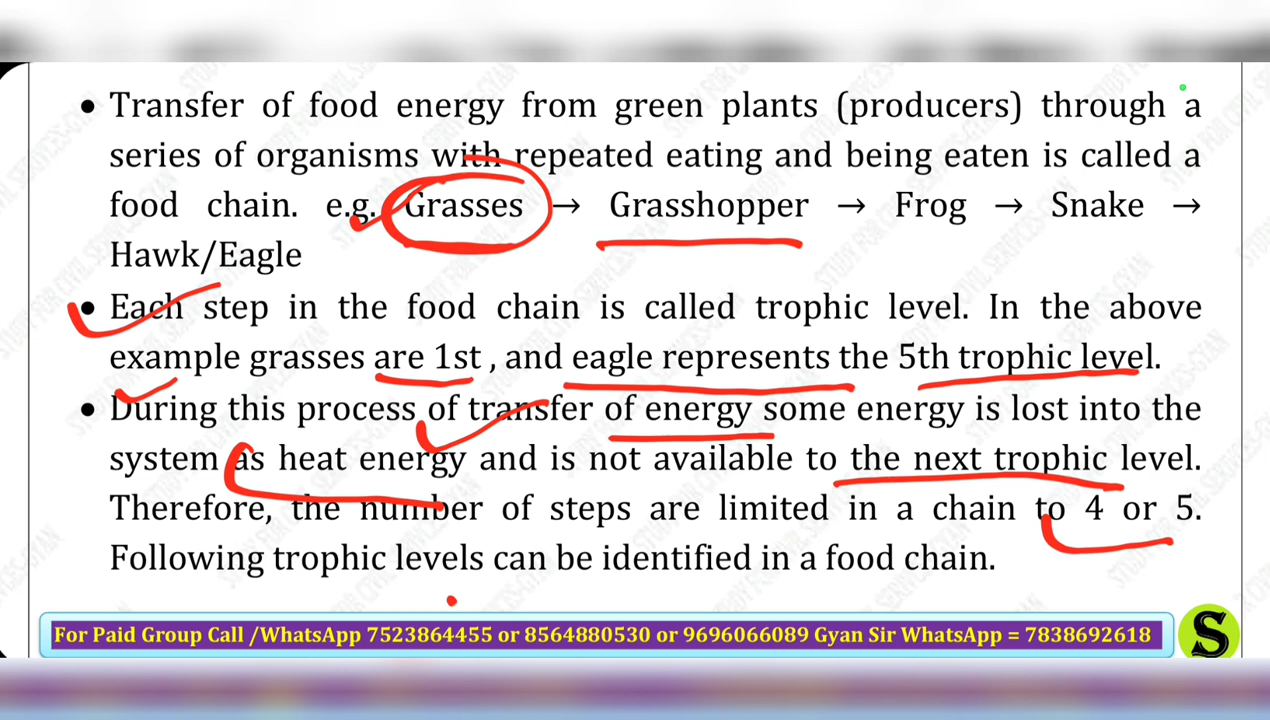 • Transfer of food energy from green plants (producers) through a
series of organisms with repeated eating and being eaten is called a
food chain. e.g. Grasses → Grasshopper → Frog → Snake →
Hawk/Eagle
• Each step in the food chain is called trophic level. In the above
example grasses are 1st , and eagle represents the 5th trophic level.
• During this process of transfer of energy some energy is lost into the
system as heat energy and is not available to the next trophic level.
Therefore, the number of steps are limited in a chain to 4 or 5.
Following trophic levels can be identified in a food chain.
For Paid Group Call /WhatsApp 7523864455 or 8564880530 or 9696066089 Gyan Sir WhatsApp = 7838692618
S